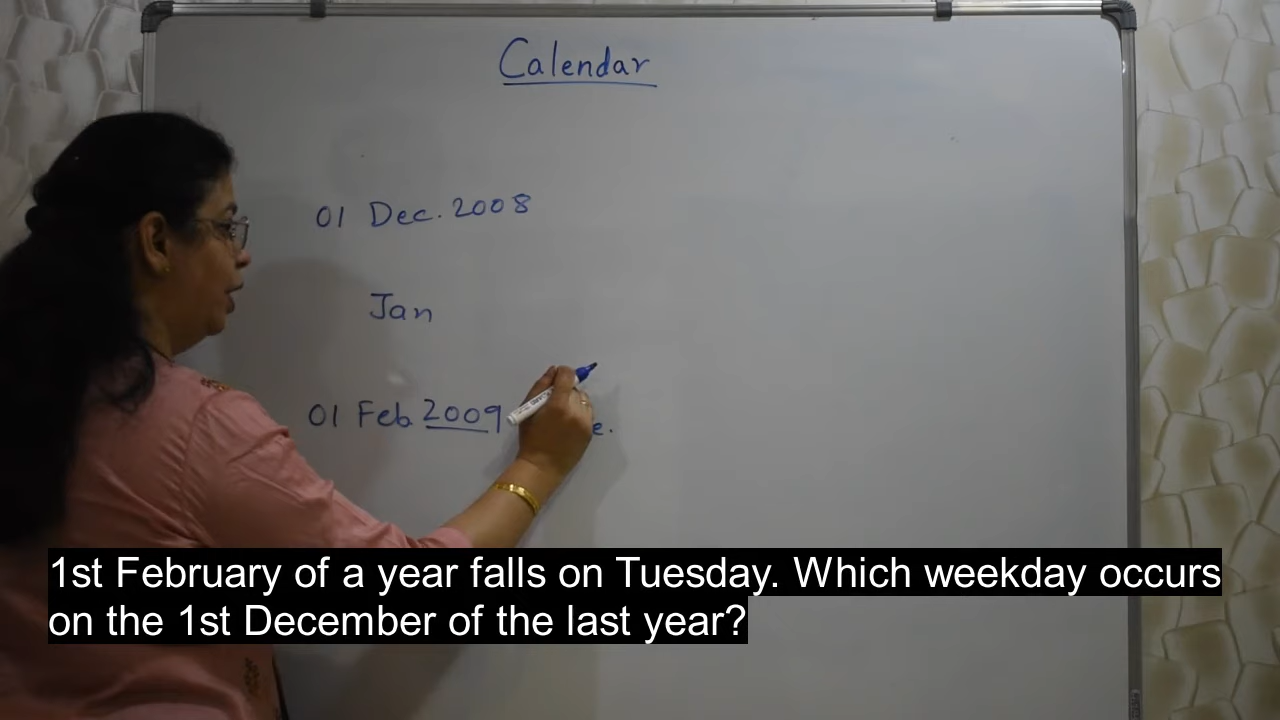 Calendar
01 Dec. 2008
Jan
01 Feb 2009
1st February of a year falls on Tuesday. Which weekday occurs
on the 1st December of the last year?